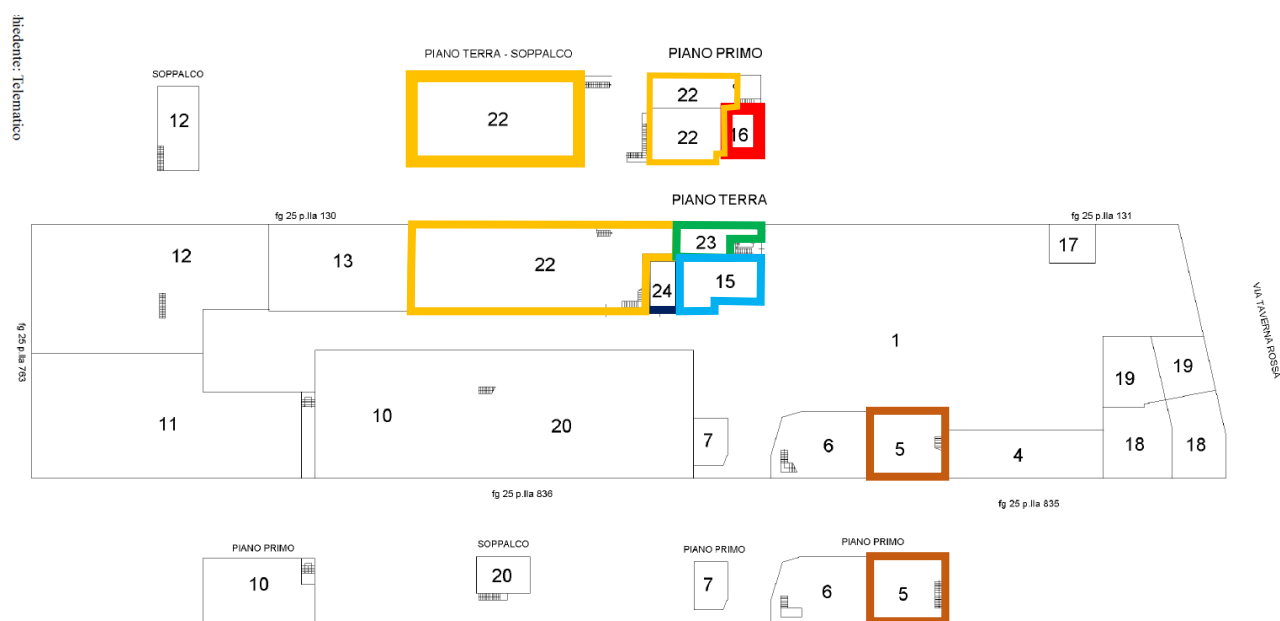 hiedente: Telematico
PIANO TERRA - SOPPALCO
PIANO PRIMO
SOPPALCO
12
22
22
22
16
PIANO TERRA
fg 25 p.lla 130
fg 25 p.lla 131
12
13
22
23
24
15
17
1
VIA TAVERNA ROSSA
fg 25 p.lla 763
11
10
20
7
6
5
4
19
19
18
18
fg 25 p.lla 836
fg 25 p.lla 835
PIANO PRIMO
SOPPALCO
PIANO PRIMO
PIANO PRIMO
10
20
7
6
5